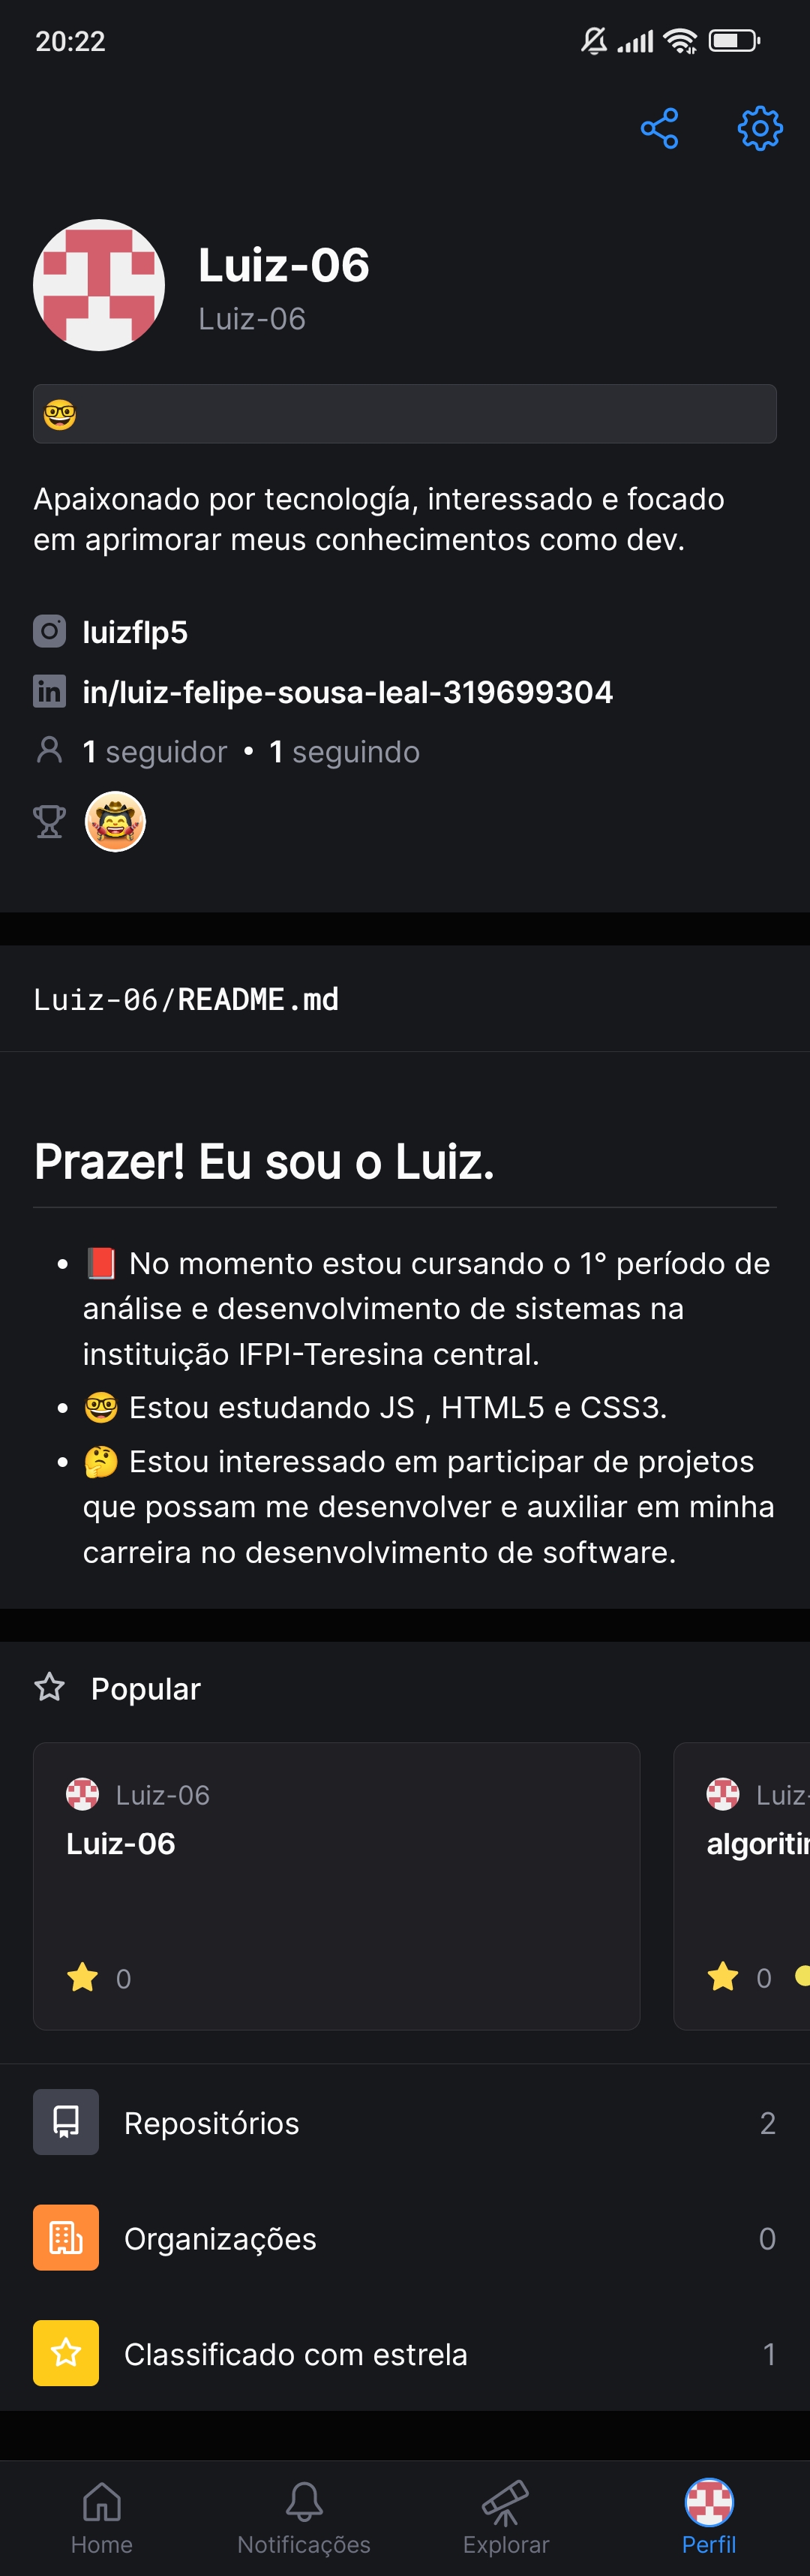 20:22
Luiz-06
Luiz-06
Apaixonado por tecnología, interessado e focado
em aprimorar meus conhecimentos como dev.
luizflp5
in/luiz-felipe-sousa-leal-319699304
1 seguidor • 1 seguindo
Luiz-06/README.md
Prazer! Eu sou o Luiz.
• 📕 No momento estou cursando o 1° período de
análise e desenvolvimento de sistemas na
instituição IFPI-Teresina central.
• 🤓 Estou estudando JS , HTML5 e CSS3.
• 🤔 Estou interessado em participar de projetos
que possam me desenvolver e auxiliar em minha
carreira no desenvolvimento de software.
Popular
Luiz-06
Luiz-06
0
Luiz-
0
Repositórios 2
Organizações 0
Classificado com estrela 1
Home Notificações Explorar Perfil